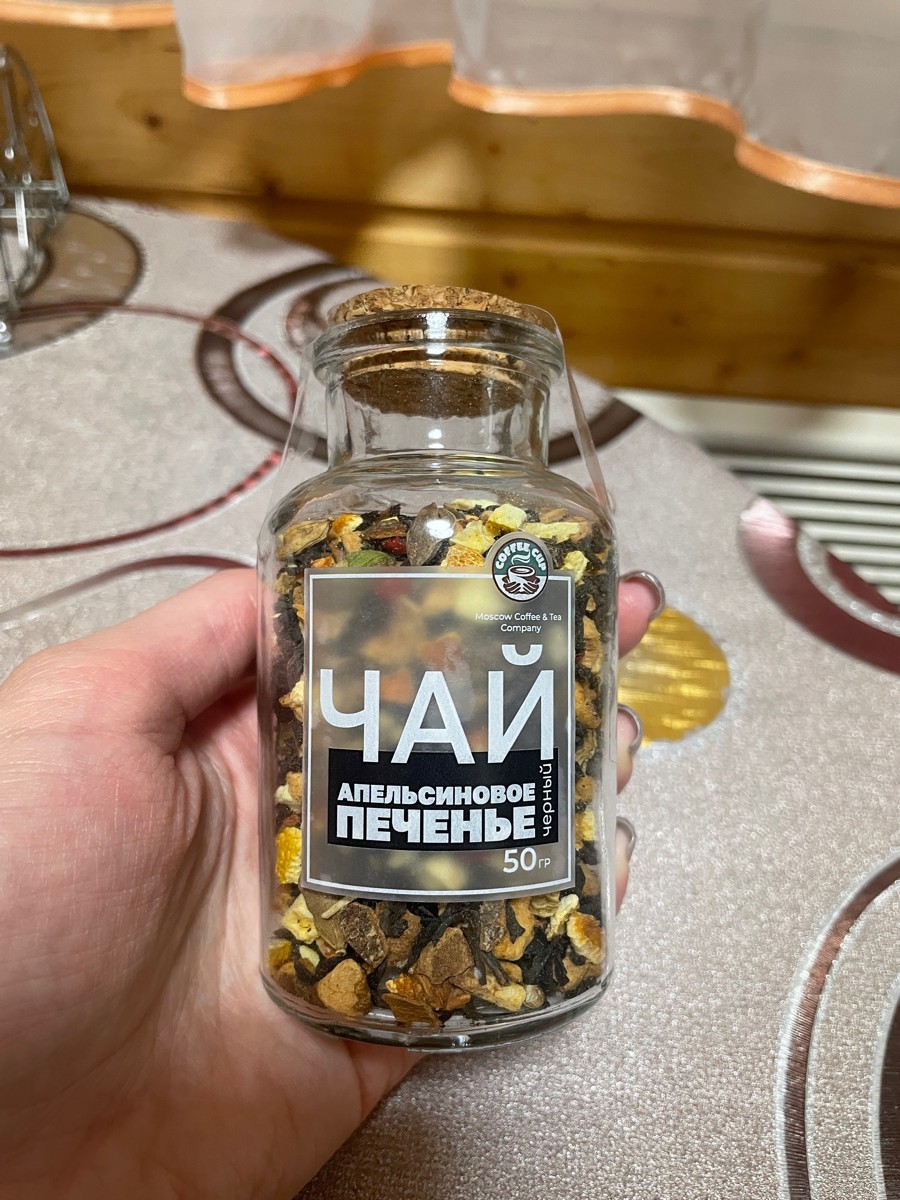 COFFEE CUP
Moscow Coffee & Tea
Company
ЧАЙ
АПЕЛЬСИНОВОЕ
ПЕЧЕНЬЕ
черный
50 ГР